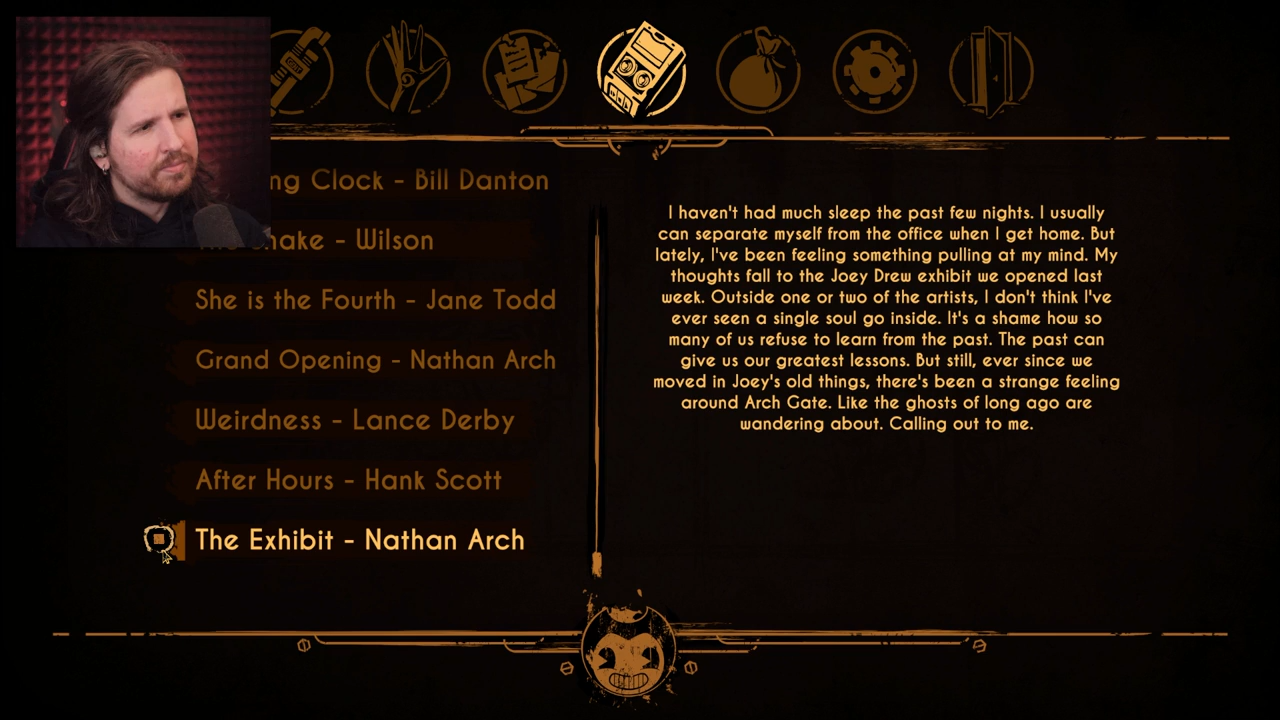 ng Clock - Bill Danton
nake - Wilson
She is the Fourth - Jane Todd
Grand Opening - Nathan Arch
Weirdness - Lance Derby
After Hours - Hank Scott
The Exhibit - Nathan Arch
I haven't had much sleep the past few nights. I usually
can separate myself from the office when I get home. But
lately, I've been feeling something pulling at my mind. My
thoughts fall to the Joey Drew exhibit we opened last
week. Outside one or two of the artists, I don't think I've
ever seen a single soul go inside. It's a shame how so
many of us refuse to learn from the past. The past can
give us our greatest lessons. But still, ever since we
moved in Joey's old things, there's been a strange feeling
around Arch Gate. Like the ghosts of long ago are
wandering about. Calling out to me.